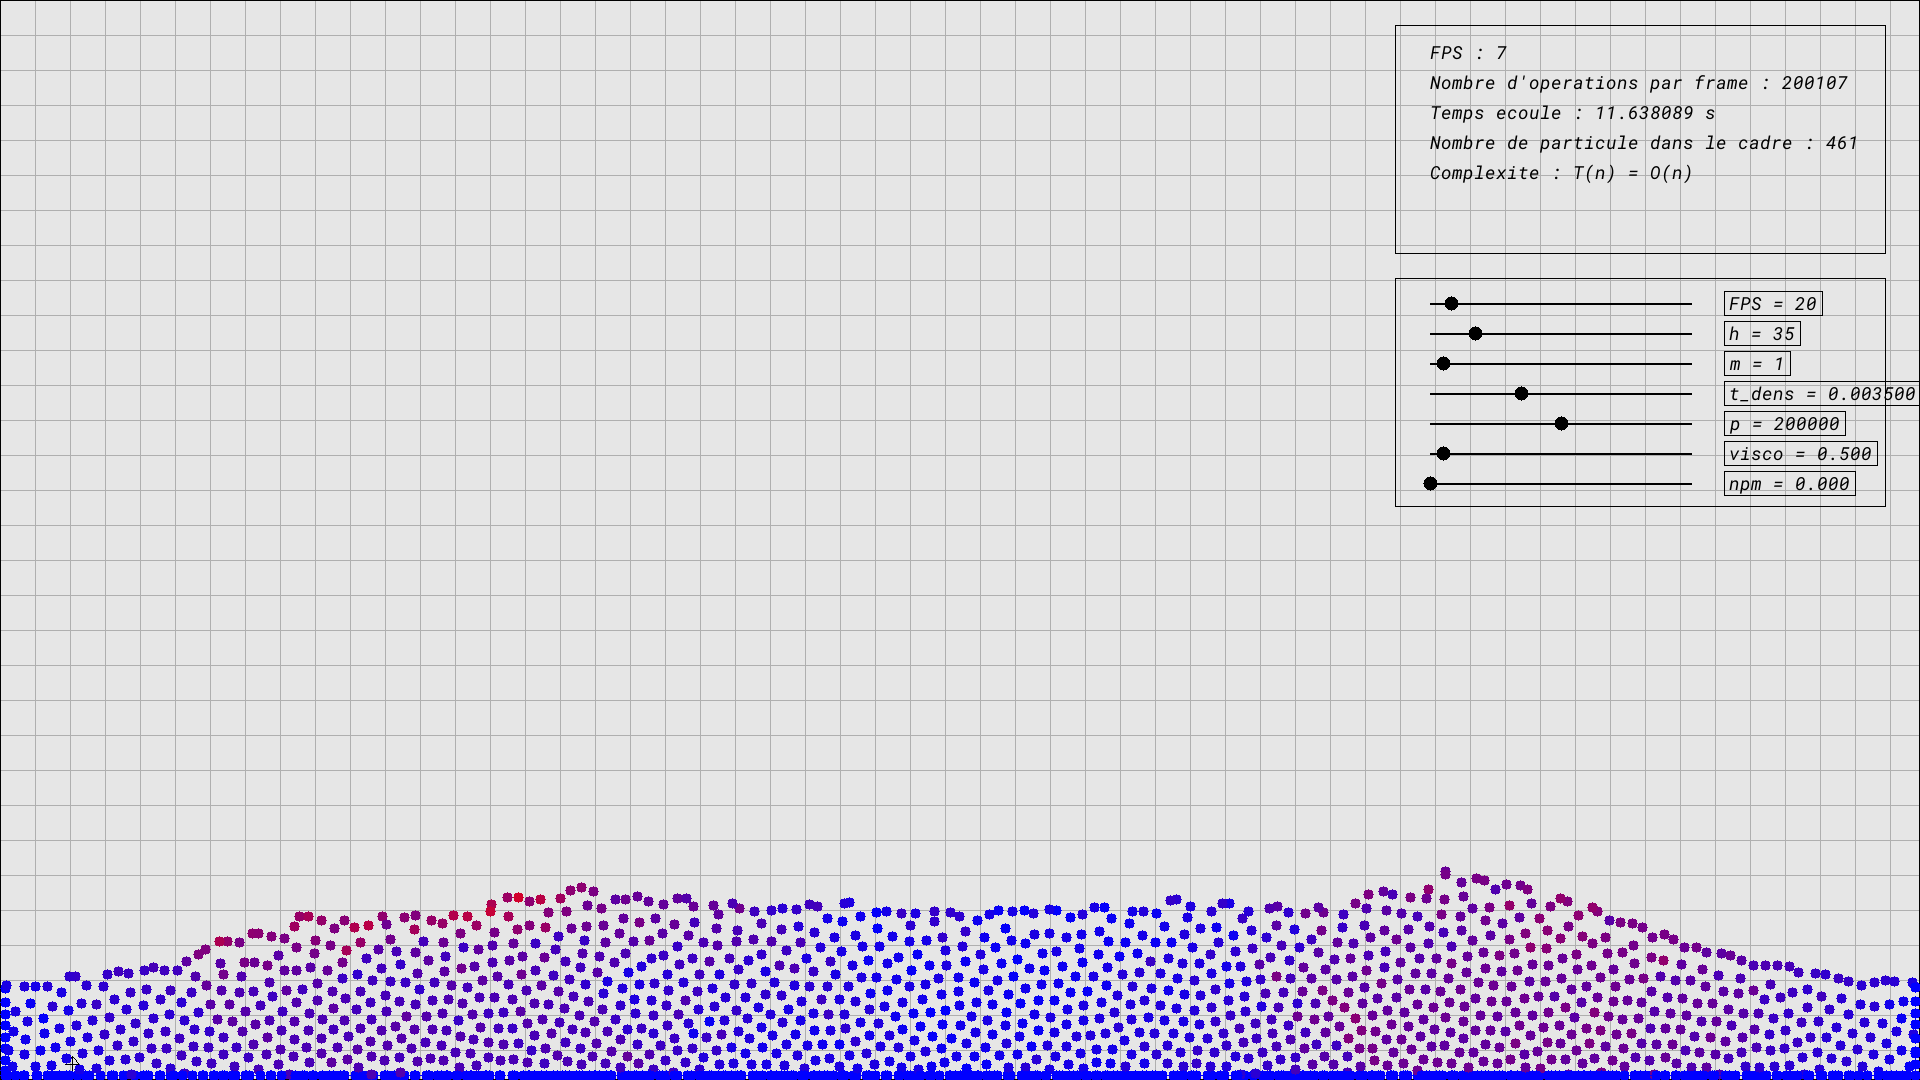 FPS : 7
Nombre d'operations par frame : 200107
Temps ecoule : 11.638089 s
Nombre de particule dans le cadre : 461
Complexite : T(n) = O(n)
FPS = 20
h = 35
m = 1
t_dens = 0.003500
p = 200000
visco = 0.500
npm = 0.000